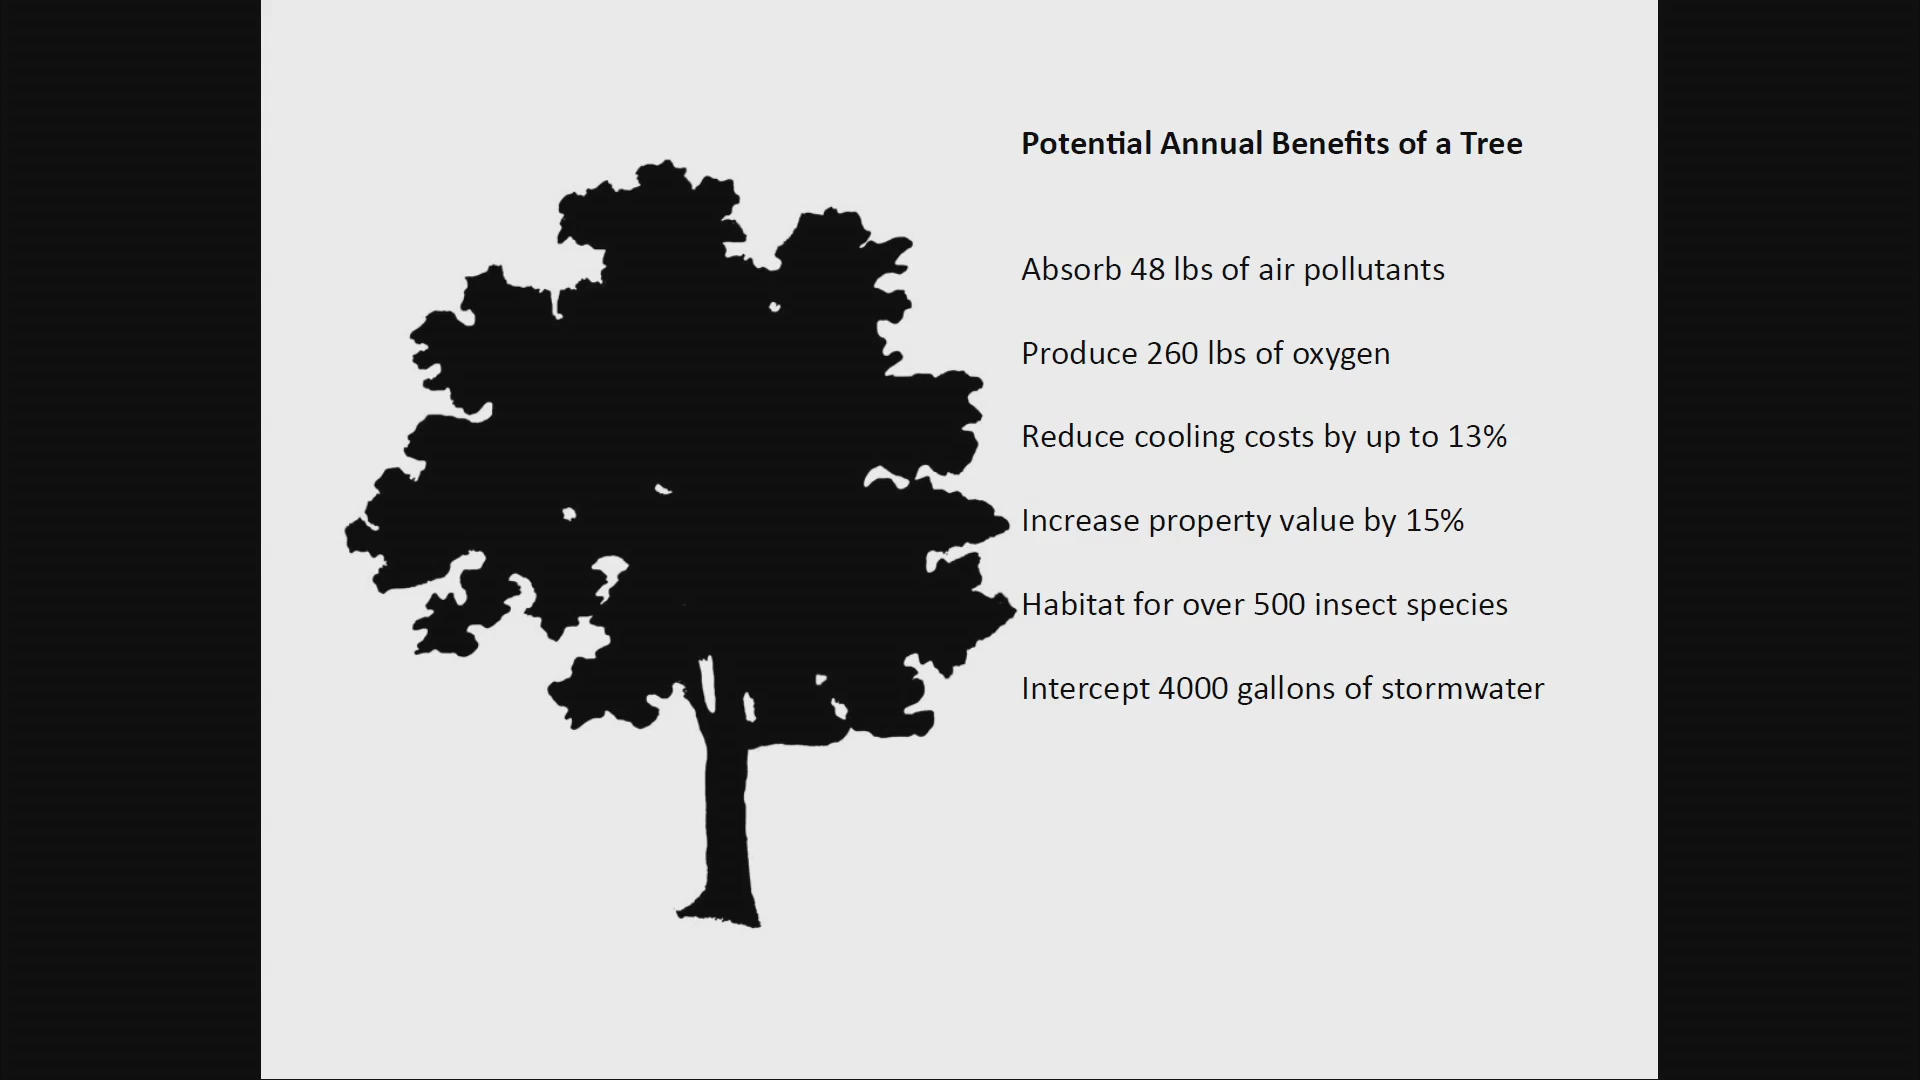 Potential Annual Benefits of a Tree
Absorb 48 lbs of air pollutants
Produce 260 lbs of oxygen
Reduce cooling costs by up to 13%
Increase property value by 15%
Habitat for over 500 insect species
Intercept 4000 gallons of stormwater